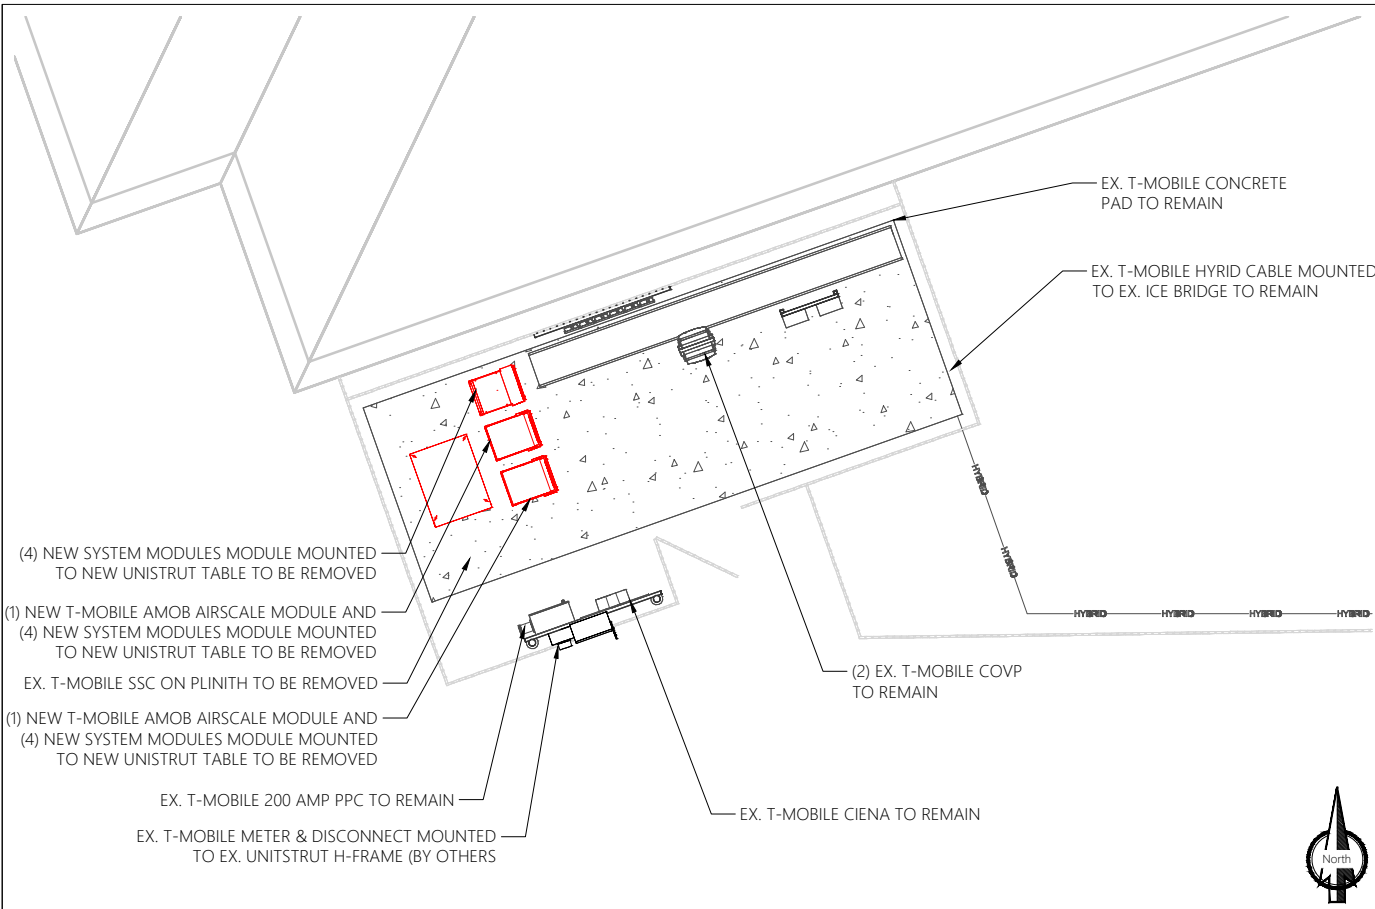 EX. T-MOBILE CONCRETE
PAD TO REMAIN
EX. T-MOBILE HYRID CABLE MOUNTED
TO EX. ICE BRIDGE TO REMAIN
HYBRID
HYBRID
HYBRID
HYBRID
HYBRID
HYBRID
(4) NEW SYSTEM MODULES MODULE MOUNTED
TO NEW UNISTRUT TABLE TO BE REMOVED
(1) NEW T-MOBILE AMOB AIRSCALE MODULE AND
(4) NEW SYSTEM MODULES MODULE MOUNTED
TO NEW UNISTRUT TABLE TO BE REMOVED
EX. T-MOBILE SSC ON PLINITH TO BE REMOVED
(1) NEW T-MOBILE AMOB AIRSCALE MODULE AND
(4) NEW SYSTEM MODULES MODULE MOUNTED
TO NEW UNISTRUT TABLE TO BE REMOVED
(2) EX. T-MOBILE COVP
TO REMAIN
EX. T-MOBILE 200 AMP PPC TO REMAIN
EX. T-MOBILE METER & DISCONNECT MOUNTED
TO EX. UNITSTRUT H-FRAME (BY OTHERS
EX. T-MOBILE CIENA TO REMAIN
North